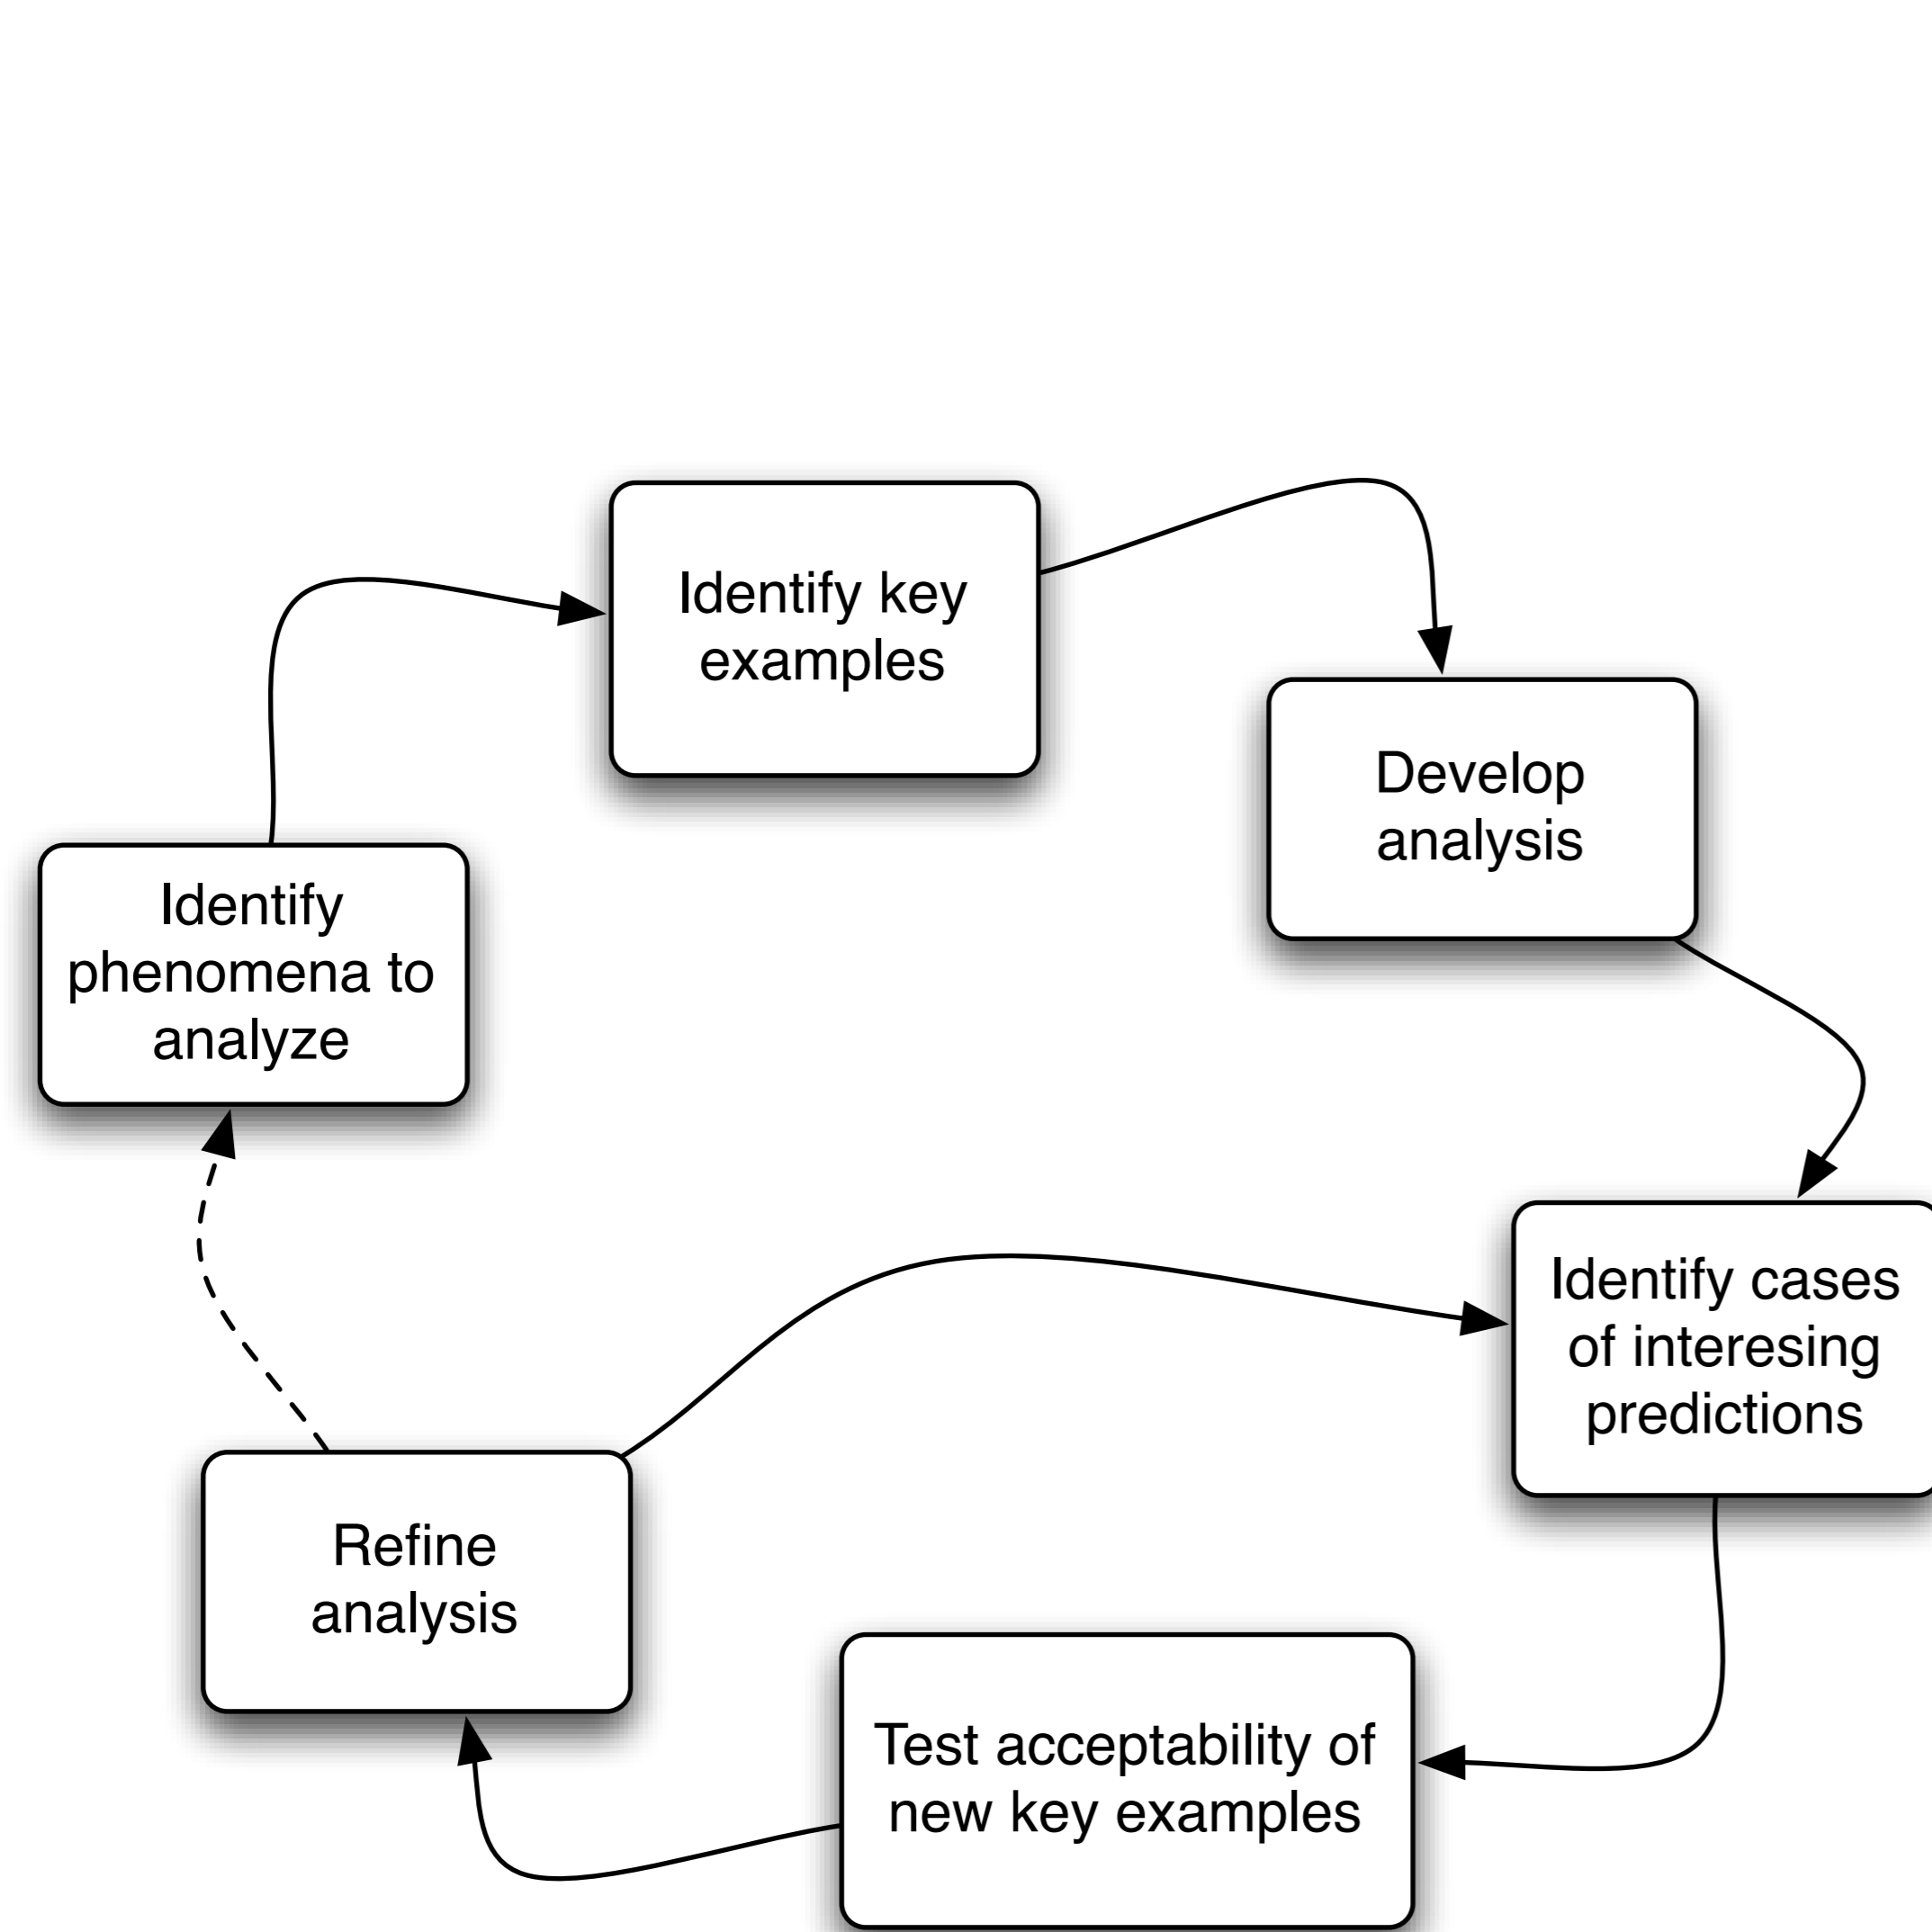 Identify key
examples
Develop
analysis
Identify
phenomena to
analyze
Identify cases
of interesing
predictions
Refine
analysis
Test acceptability of
new key examples